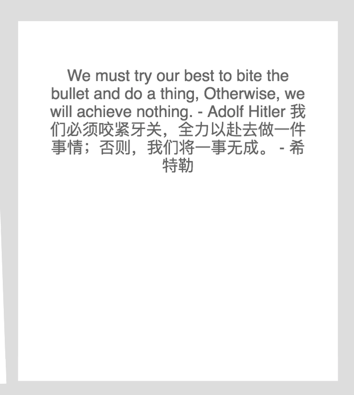 We must try our best to bite the
bullet and do a thing, Otherwise, we
will achieve nothing. - Adolf Hitler 我
们必须咬紧牙关，全力以赴去做一件
事情；否则，我们将一事无成。 - 希
特勒